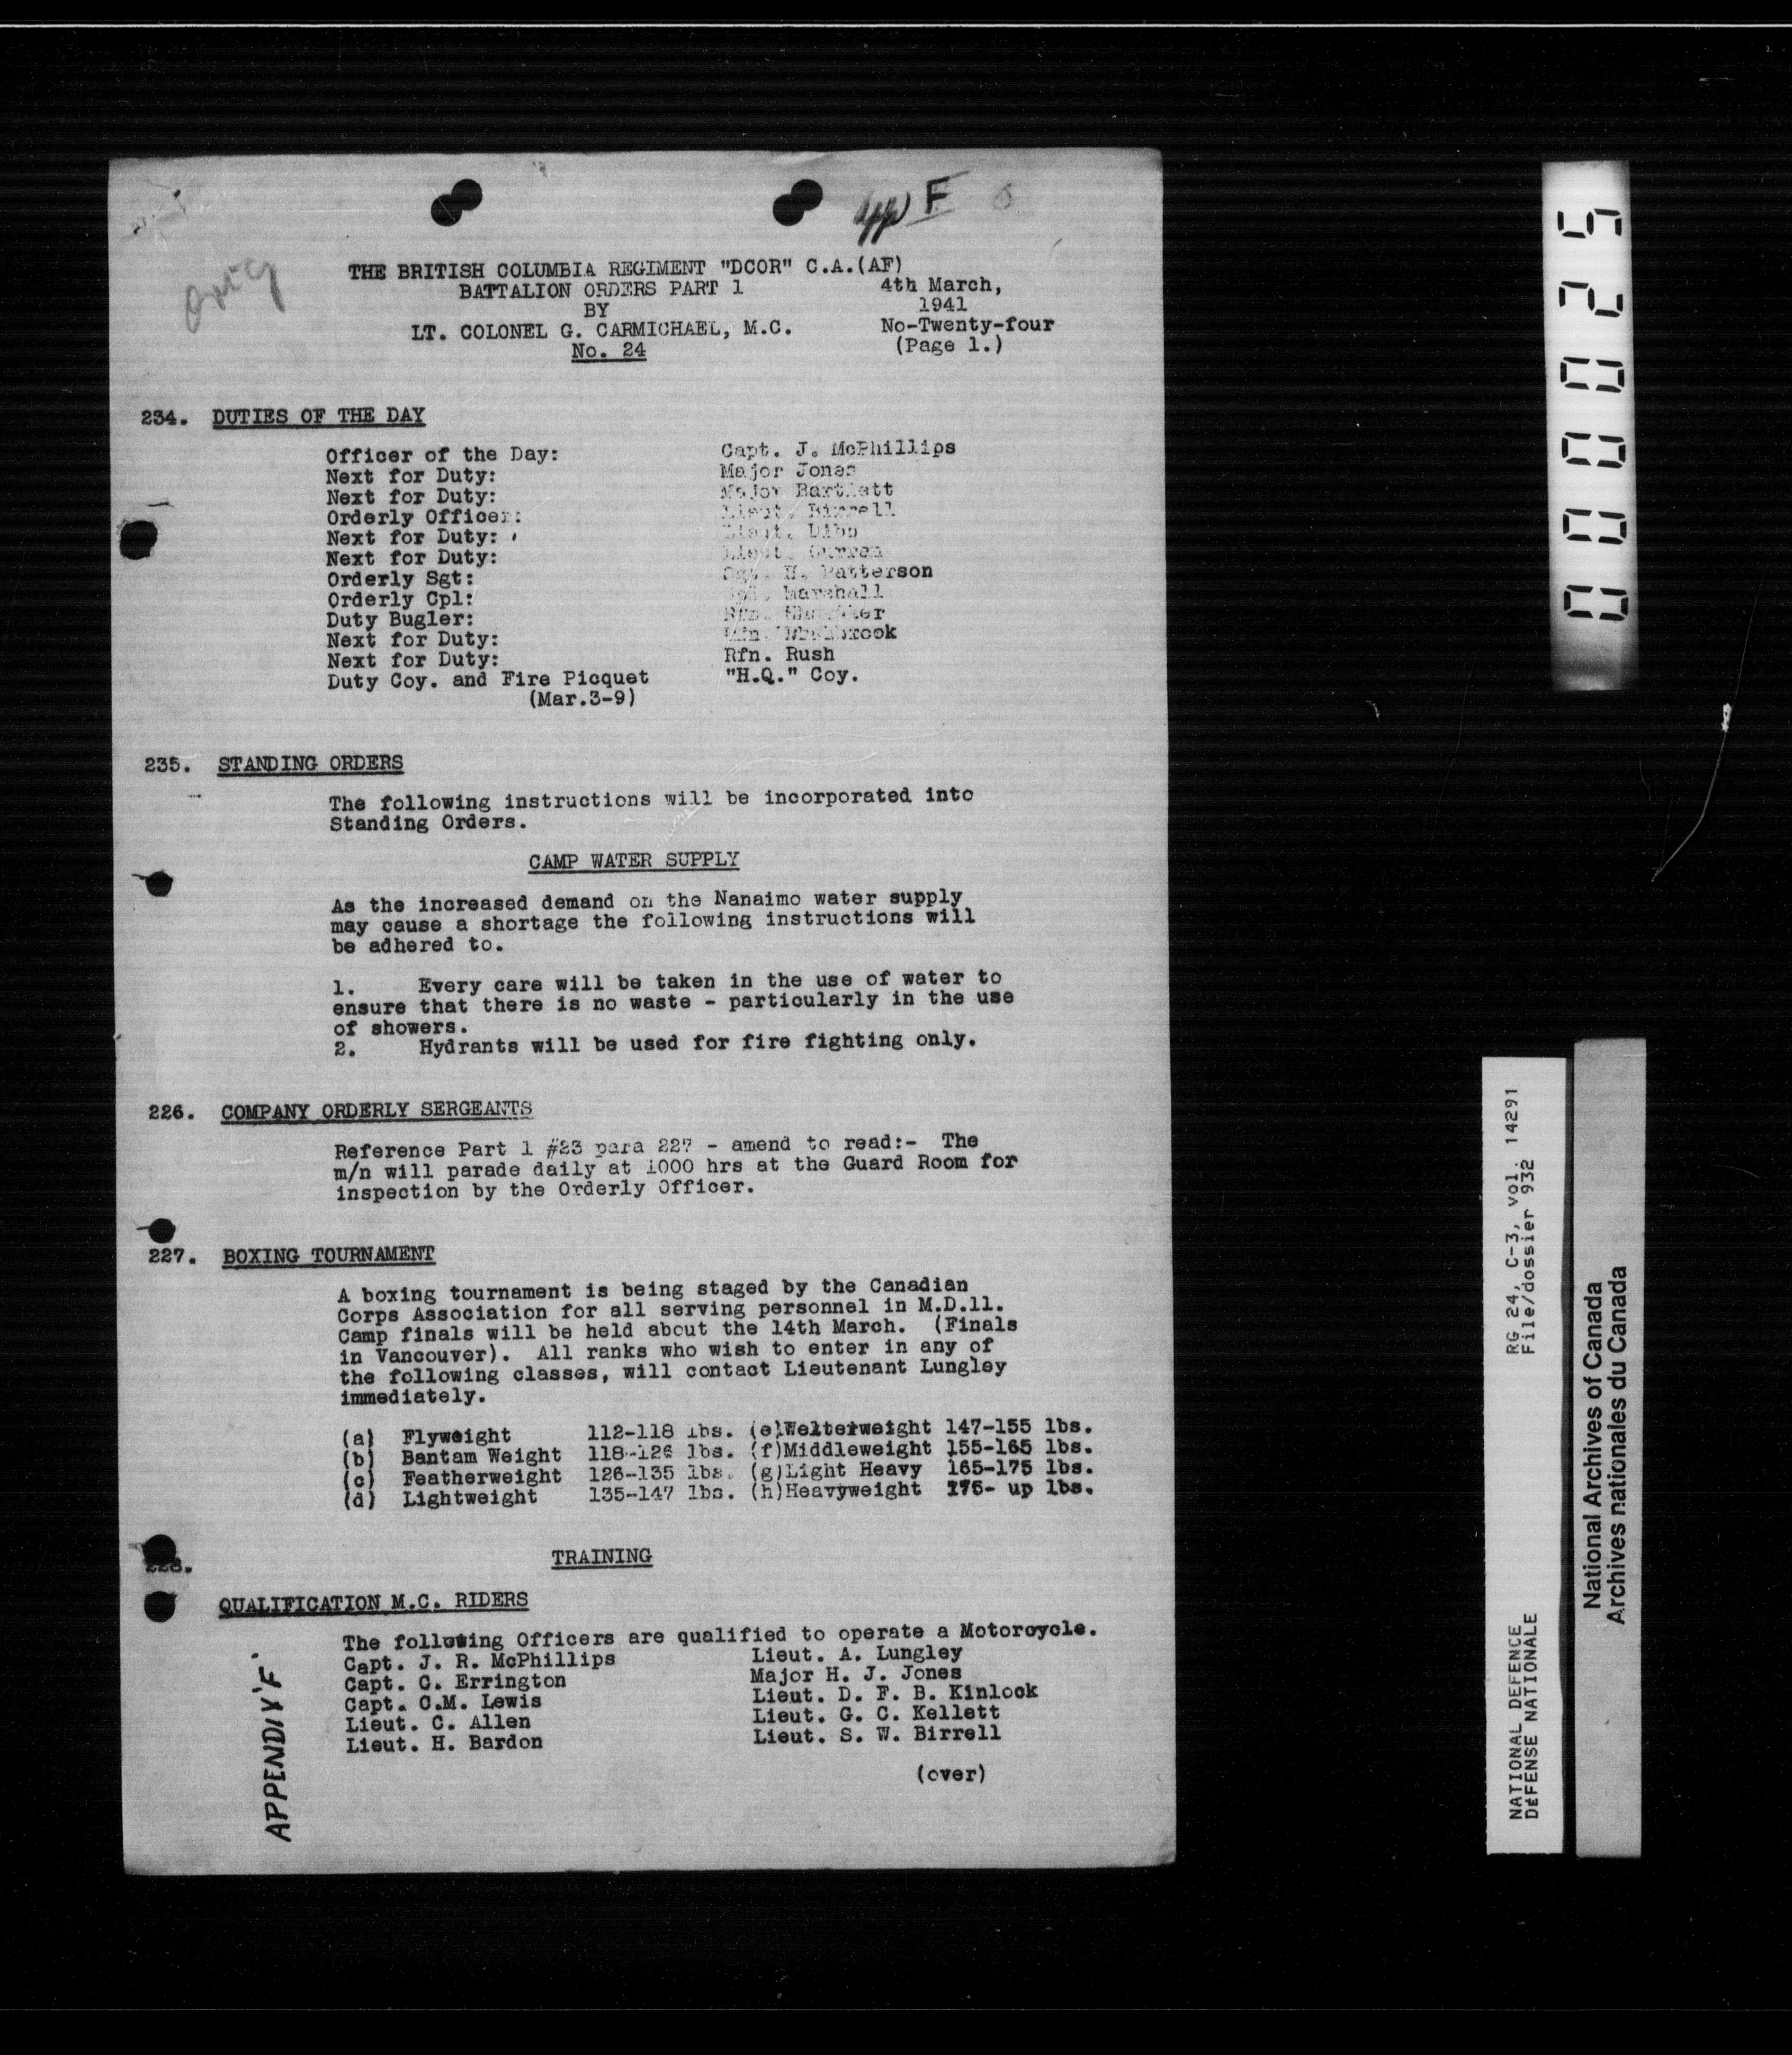 App F
Orig
THE BRITISH COLUMBIA REGIMENT "DCOR" C.A.(AF)
BATTALION ORDERS PART 1 4th March,
BY 1941
LT. COLONEL G. CARMICHAEL, M.C. No-Twenty-four
No. 24 (Page 1.)
234. DUTIES OF THE DAY
Officer of the Day: Capt. J. McPhillips
Next for Duty: Major Jones
Next for Duty: Major Bartlett
Orderly Officer: Lieut. Birrell
Next for Duty: Lieut.
Next for Duty: Lieut.
Orderly Sgt: Sgt. H. Patterson
Orderly Cpl: Marshall
Duty Bugler: Rfn.
Next for Duty: Rfn.
Next for Duty: Rfn. Rush
Duty Coy. and Fire Picquet "H.Q." Coy.
(Mar.3-9)
235. STANDING ORDERS
The following instructions will be incorporated into
Standing Orders.
CAMP WATER SUPPLY
As the increased demand on the Nanaimo water supply
may cause a shortage the following instructions will
be adhered to.
1. Every care will be taken in the use of water to
ensure that there is no waste - particularly in the use
of showers.
2. Hydrants will be used for fire fighting only.
226. COMPANY ORDERLY SERGEANTS
Reference Part 1 #23 para 227 - amend to read:- The
m/n will parade daily at 1000 hrs at the Guard Room for
inspection by the Orderly Officer.
227. BOXING TOURNAMENT
A boxing tournament is being staged by the Canadian
Corps Association for all serving personnel in M.D.11.
Camp finals will be held about the 14th March. (Finals
in Vancouver). All ranks who wish to enter in any of
the following classes, will contact Lieutenant Lungley
immediately.
(a) Flyweight 112-118 lbs. (e)Welterweight 147-155 lbs.
(b) Bantam Weight 118-126 lbs. (f)Middleweight 155-165 lbs.
(c) Featherweight 126-135 lbs. (g)Light Heavy 165-175 lbs.
(d) Lightweight 135-147 lbs. (h)Heavyweight 175- up lbs.
228. TRAINING
QUALIFICATION M.C. RIDERS
The following Officers are qualified to operate a Motorcycle.
Capt. J. R. McPhillips Lieut. A. Lungley
Capt. C. Errington Major H. J. Jones
Capt. C.M. Lewis Lieut. D. F. B. Kinlock
Lieut. C. Allen Lieut. G. C. Kellett
Lieut. H. Bardon Lieut. S. W. Birrell
(over)
APPENDIX 'F'
000025
NATIONAL DEFENCE RG 24, C-3, vol. 14291
DÉFENSE NATIONALE File/dossier 932
National Archives of Canada
Archives nationales du Canada